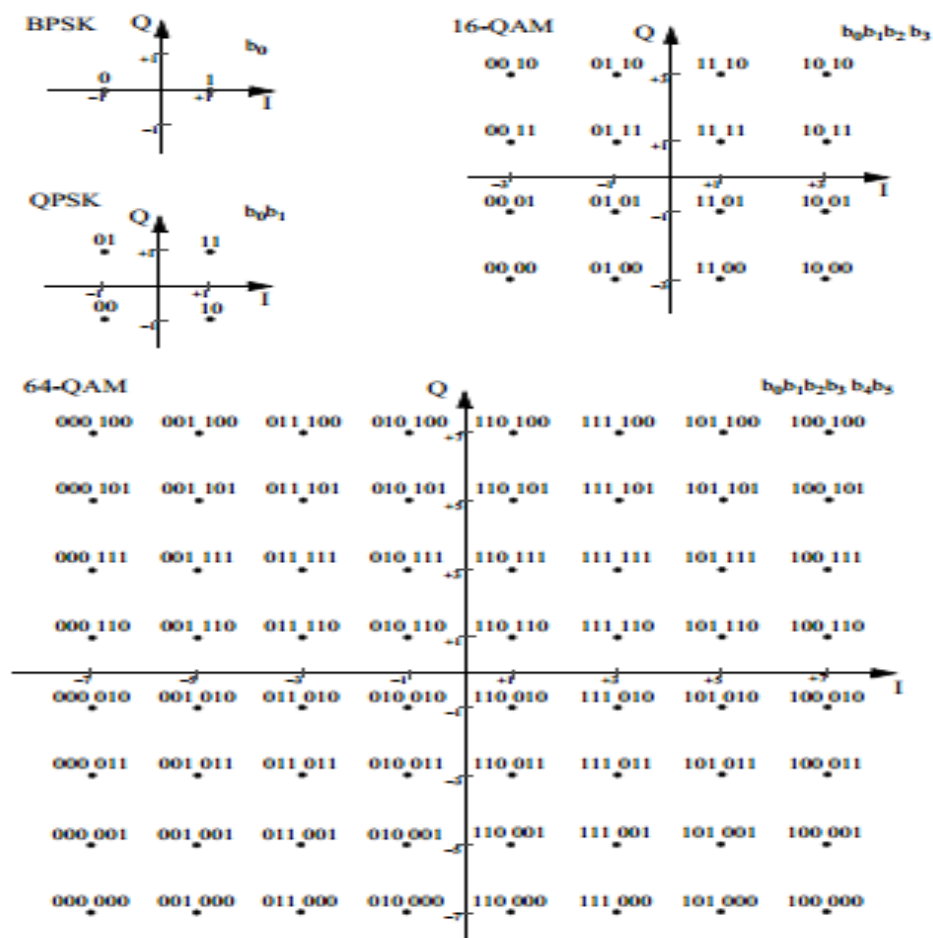 BPSK
Q
b₀
+1
0 1
−1 +1
I
−1
QPSK
Q
b₀b₁
01 11
+1
−1 +1
I
00 10
−1
16-QAM
Q
b₀b₁b₂ b₃
00 10 01 10 11 10 10 10
+3
00 11 01 11 11 11 10 11
+1
−3 −1 +1 +3
I
00 01 01 01 11 01 10 01
−1
00 00 01 00 11 00 10 00
−3
64-QAM
Q
b₀b₁b₂b₃ b₄b₅
000 100 001 100 011 100 010 100 110 100 111 100 101 100 100 100
+7
000 101 001 101 011 101 010 101 110 101 111 101 101 101 100 101
+5
000 111 001 111 011 111 010 111 110 111 111 111 101 111 100 111
+3
000 110 001 110 011 110 010 110 110 110 111 110 101 110 100 110
+1
−7 −5 −3 −1 +1 +3 +5 +7
I
000 010 001 010 011 010 010 010 110 010 111 010 101 010 100 010
−1
000 011 001 011 011 011 010 011 110 011 111 011 101 011 100 011
−3
000 001 001 001 011 001 010 001 110 001 111 001 101 001 100 001
−5
000 000 001 000 011 000 010 000 110 000 111 000 101 000 100 000
−7